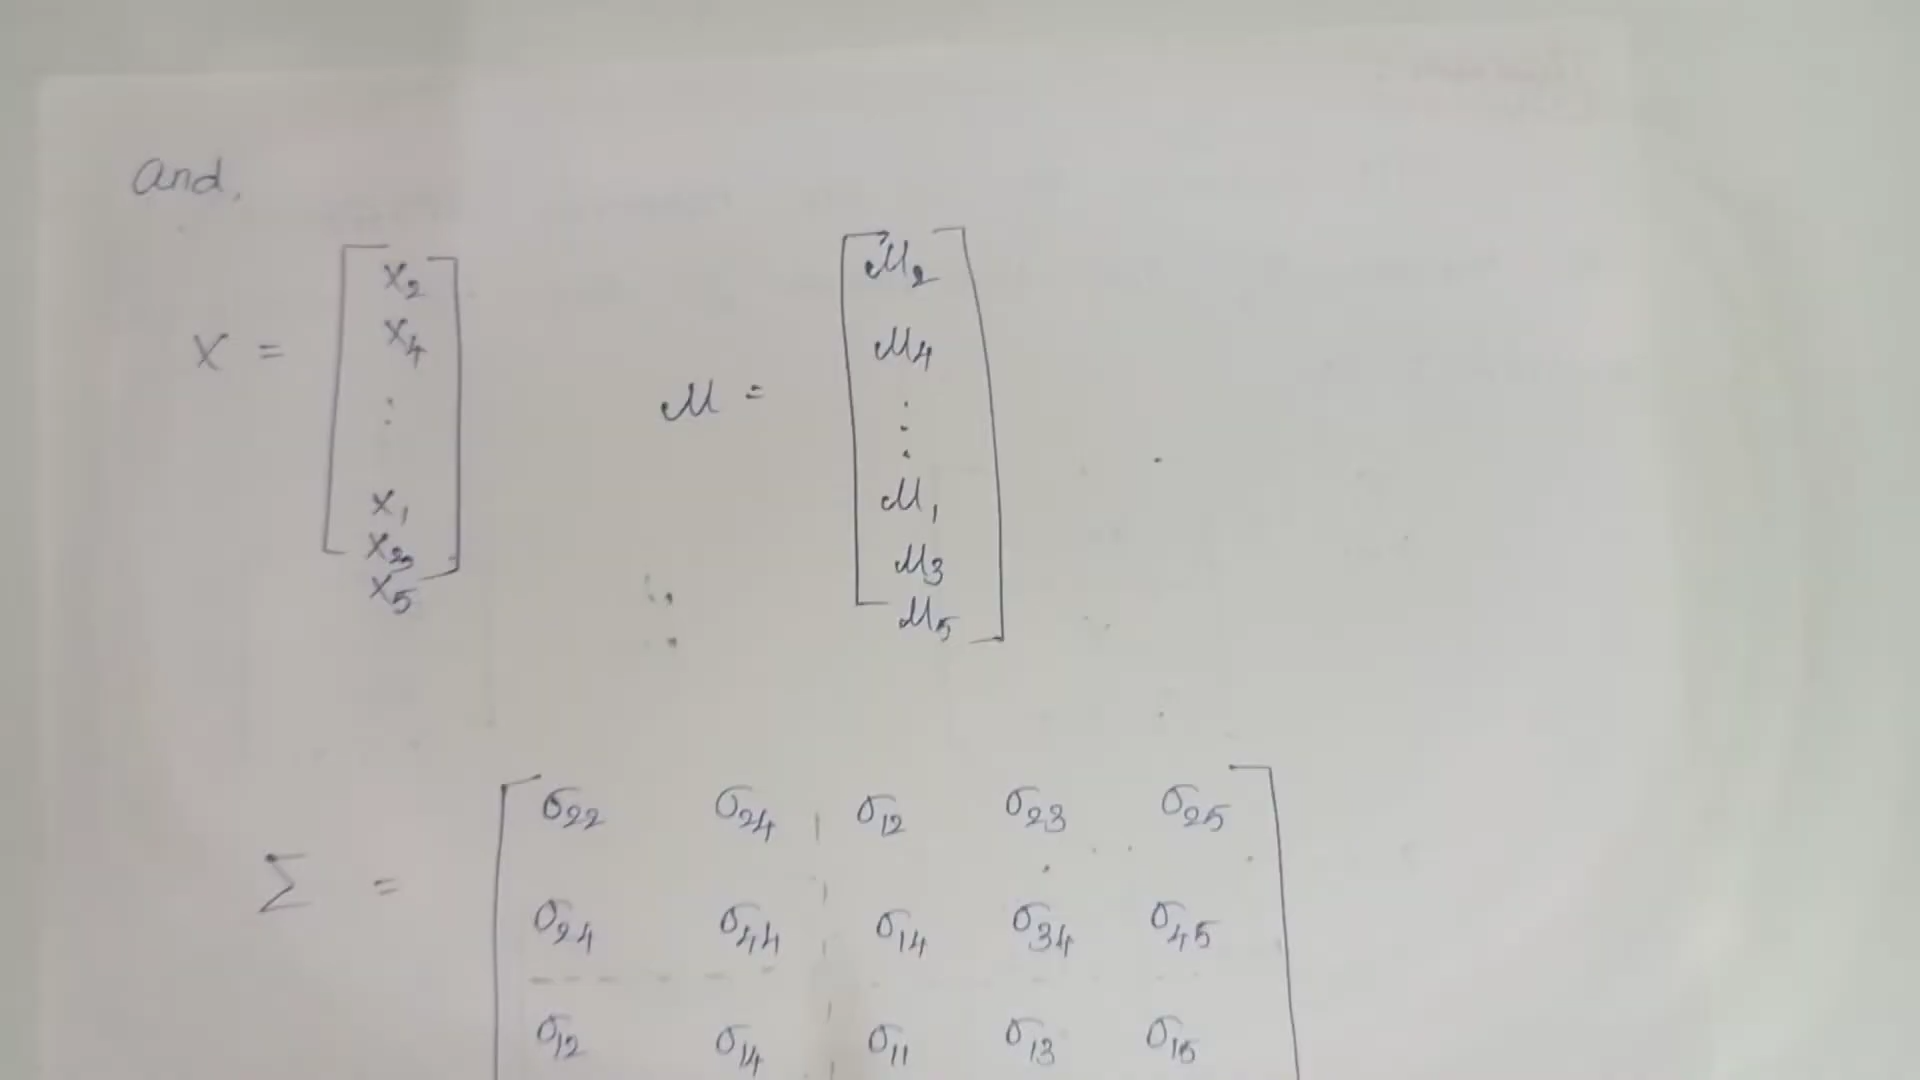 and,
X = [ x₂ x₄ ⋮ x₁ x₃ x₅ ]
μ = [ μ₂ μ₄ ⋮ μ₁ μ₃ μ₅ ]
Σ = [ σ₂₂ σ₂₄ | σ₁₂ σ₂₃ σ₂₅
σ₂₄ σ₄₄ | σ₁₄ σ₃₄ σ₄₅
σ₁₂ σ₁₄ | σ₁₁ σ₁₃ σ₁₅